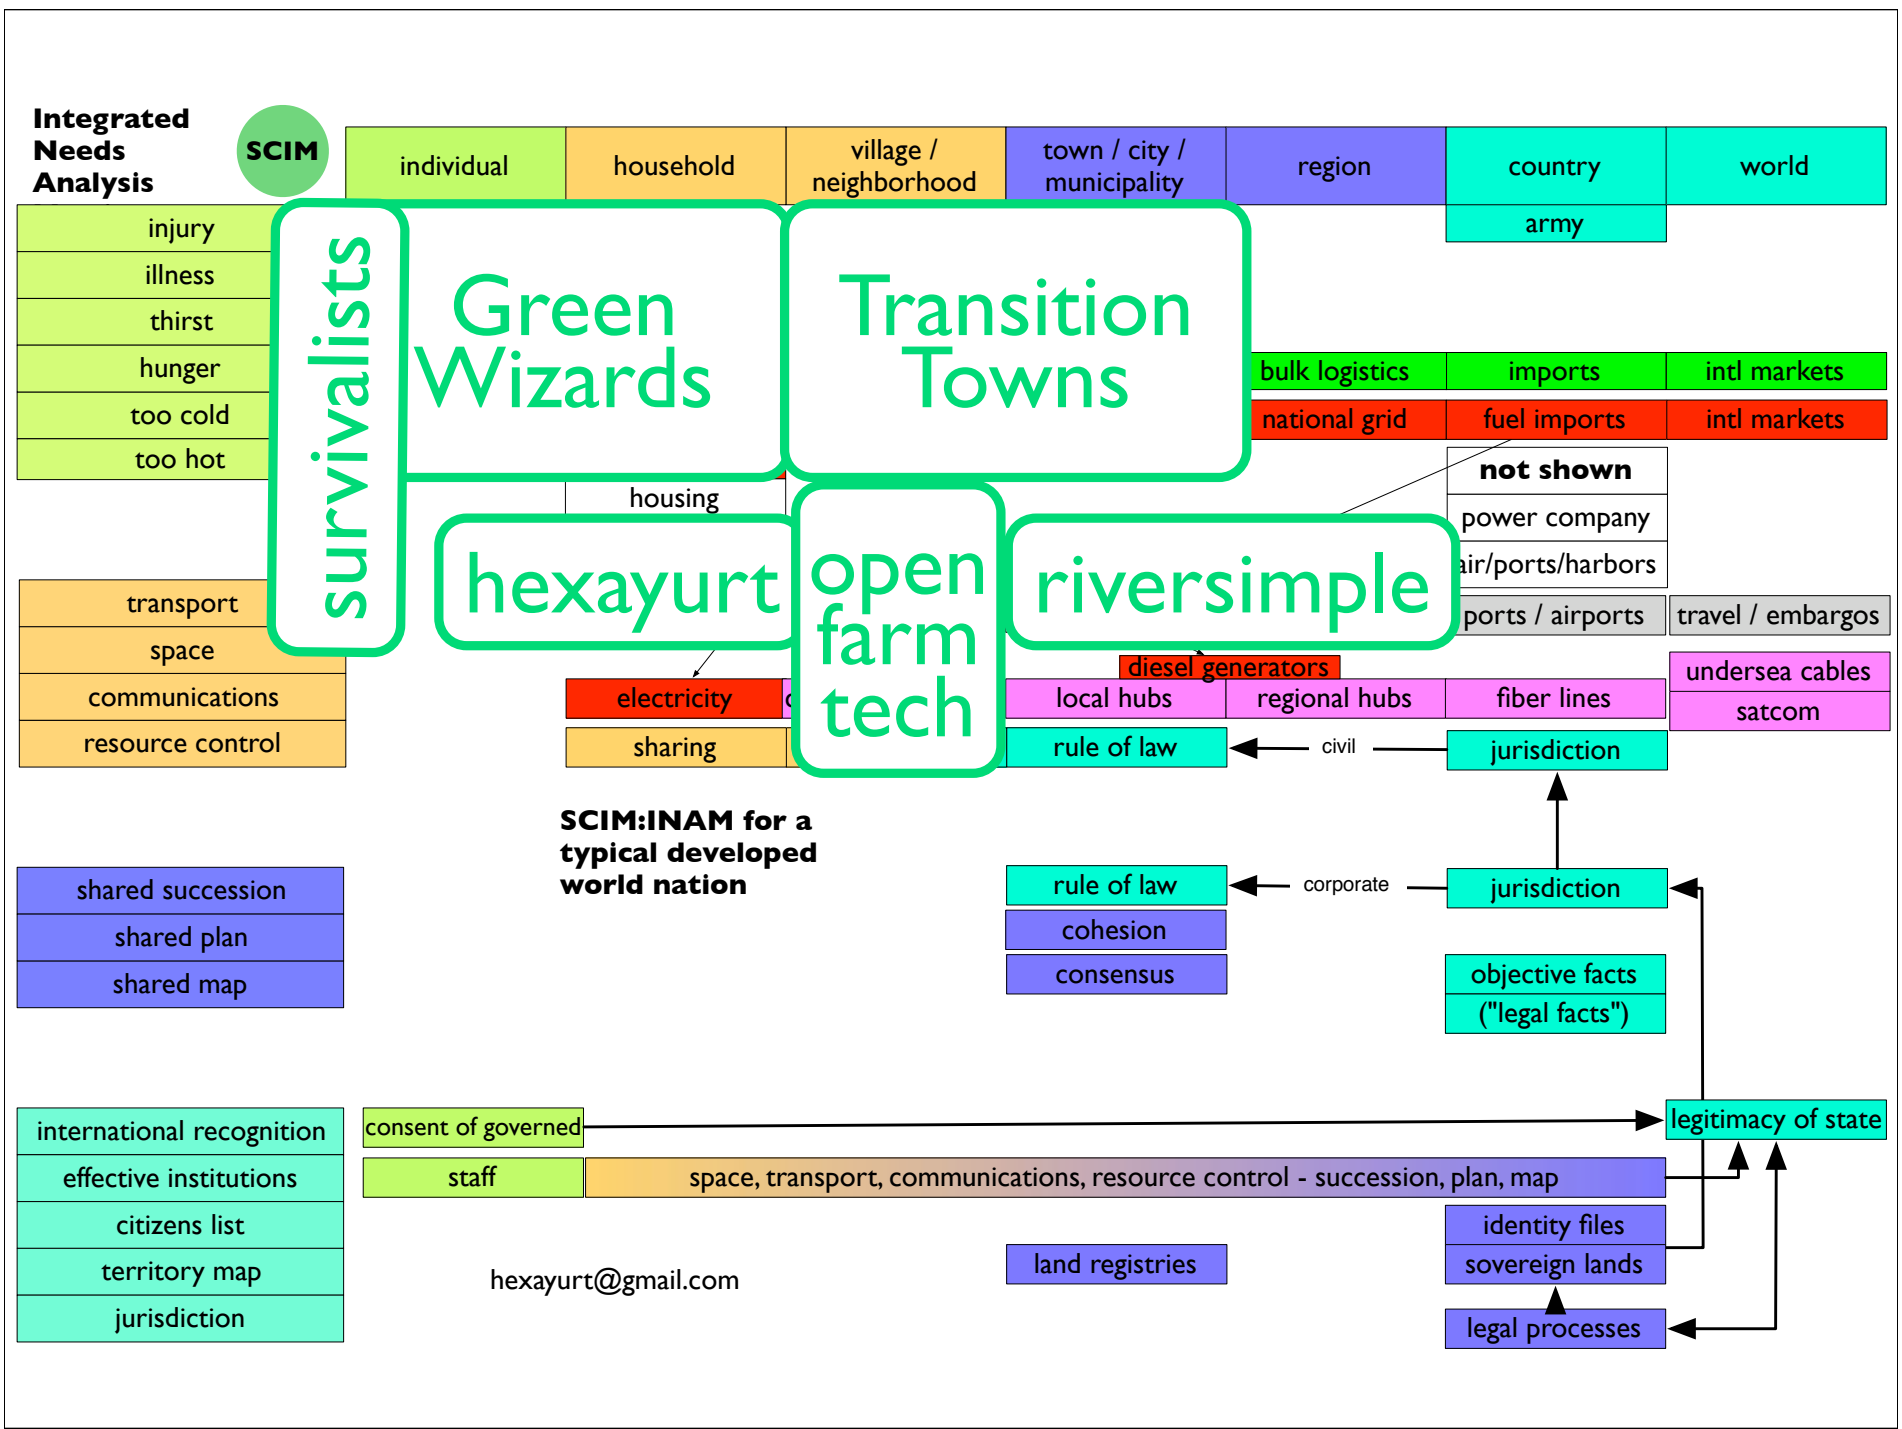 Integrated
Needs
Analysis
SCIM
individual
household
village /
neighborhood
town / city /
municipality
region
country
world
injury
illness
thirst
hunger
too cold
too hot
survivalists
Green
Wizards
Transition
Towns
army
bulk logistics
imports
intl markets
national grid
fuel imports
intl markets
not shown
power company
air/ports/harbors
housing
hexayurt
open
farm
tech
riversimple
transport
space
communications
resource control
ports / airports
travel / embargos
diesel generators
undersea cables
satcom
electricity
local hubs
regional hubs
fiber lines
sharing
rule of law
civil
jurisdiction
SCIM:INAM for a
typical developed
world nation
shared succession
shared plan
shared map
rule of law
corporate
jurisdiction
cohesion
consensus
objective facts
("legal facts")
international recognition
effective institutions
citizens list
territory map
jurisdiction
consent of governed
legitimacy of state
staff
space, transport, communications, resource control - succession, plan, map
identity files
land registries
sovereign lands
hexayurt@gmail.com
legal processes